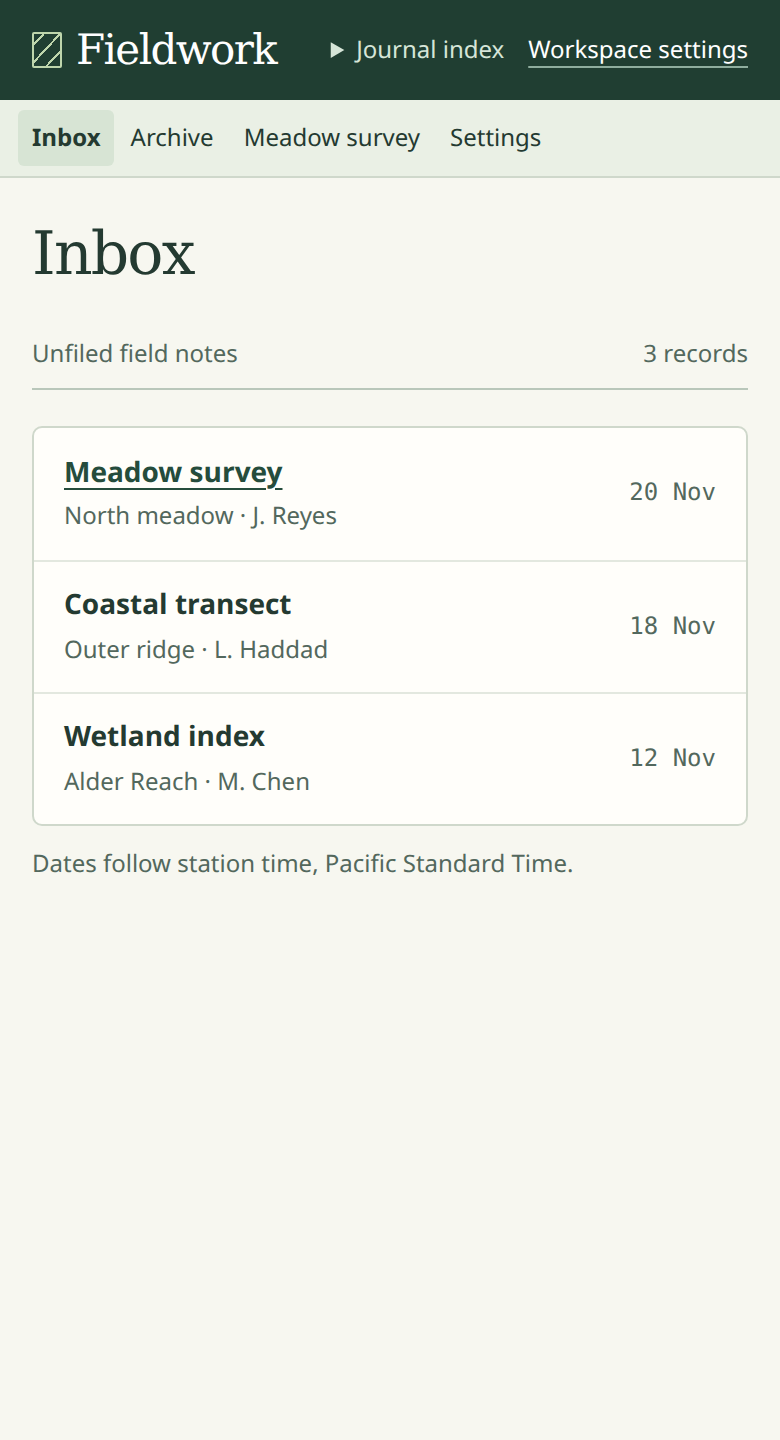 Fieldwork
Journal index
Workspace settings
Inbox Archive Meadow survey Settings
Inbox
Unfiled field notes
3 records
Meadow survey
North meadow · J. Reyes
20 Nov
Coastal transect
Outer ridge · L. Haddad
18 Nov
Wetland index
Alder Reach · M. Chen
12 Nov
Dates follow station time, Pacific Standard Time.